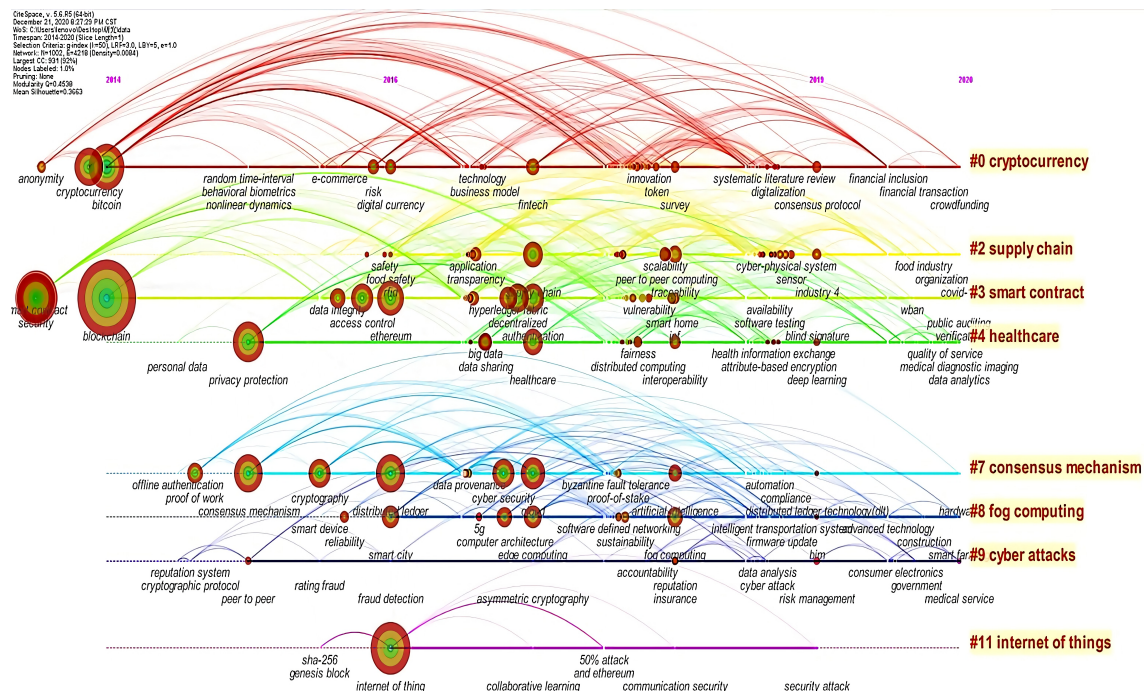 CiteSpace, v. 5.6.R5 (64-bit)
December 21, 2020 8:27:29 PM CST
Timespan: 2014-2020 (Slice Length=1)
Selection Criteria: g-index (k=50), LRF=3.0, LBY=5, e=1.0
Network: N=1002, E=4218 (Density=0.0084)
Largest CC: 931 (92%)
Nodes Labeled: 1.0%
Pruning: None
Modularity Q=0.4538
Mean Silhouette=0.3663
2014 2016 2019 2020
#0 cryptocurrency
anonymity random time-interval e-commerce technology innovation systematic literature review financial inclusion
cryptocurrency behavioral biometrics risk business model token digitalization financial transaction
bitcoin nonlinear dynamics digital currency fintech survey consensus protocol crowdfunding
#2 supply chain
safety application scalability cyber-physical system food industry
food safety transparency peer to peer computing sensor organization
traceability industry 4 covid-
#3 smart contract
security data integrity hyperledger fabric vulnerability availability wban
access control decentralized smart home software testing public auditing
blockchain ethereum authentication blind signature
#4 healthcare
big data fairness health information exchange quality of service
personal data data sharing distributed computing attribute-based encryption medical diagnostic imaging
privacy protection healthcare interoperability deep learning data analytics
#7 consensus mechanism
offline authentication data provenance byzantine fault tolerance automation
proof of work cryptography cyber security proof-of-stake compliance
consensus mechanism distributed ledger artificial intelligence distributed ledger technology(dlt)
#8 fog computing
smart device 5g software defined networking intelligent transportation system advanced technology
reliability computer architecture sustainability firmware update construction
smart city edge computing fog computing bim
#9 cyber attacks
reputation system accountability data analysis consumer electronics
cryptographic protocol rating fraud reputation cyber attack government
peer to peer fraud detection asymmetric cryptography insurance risk management medical service
#11 internet of things
sha-256 50% attack
genesis block and ethereum
internet of thing collaborative learning communication security security attack